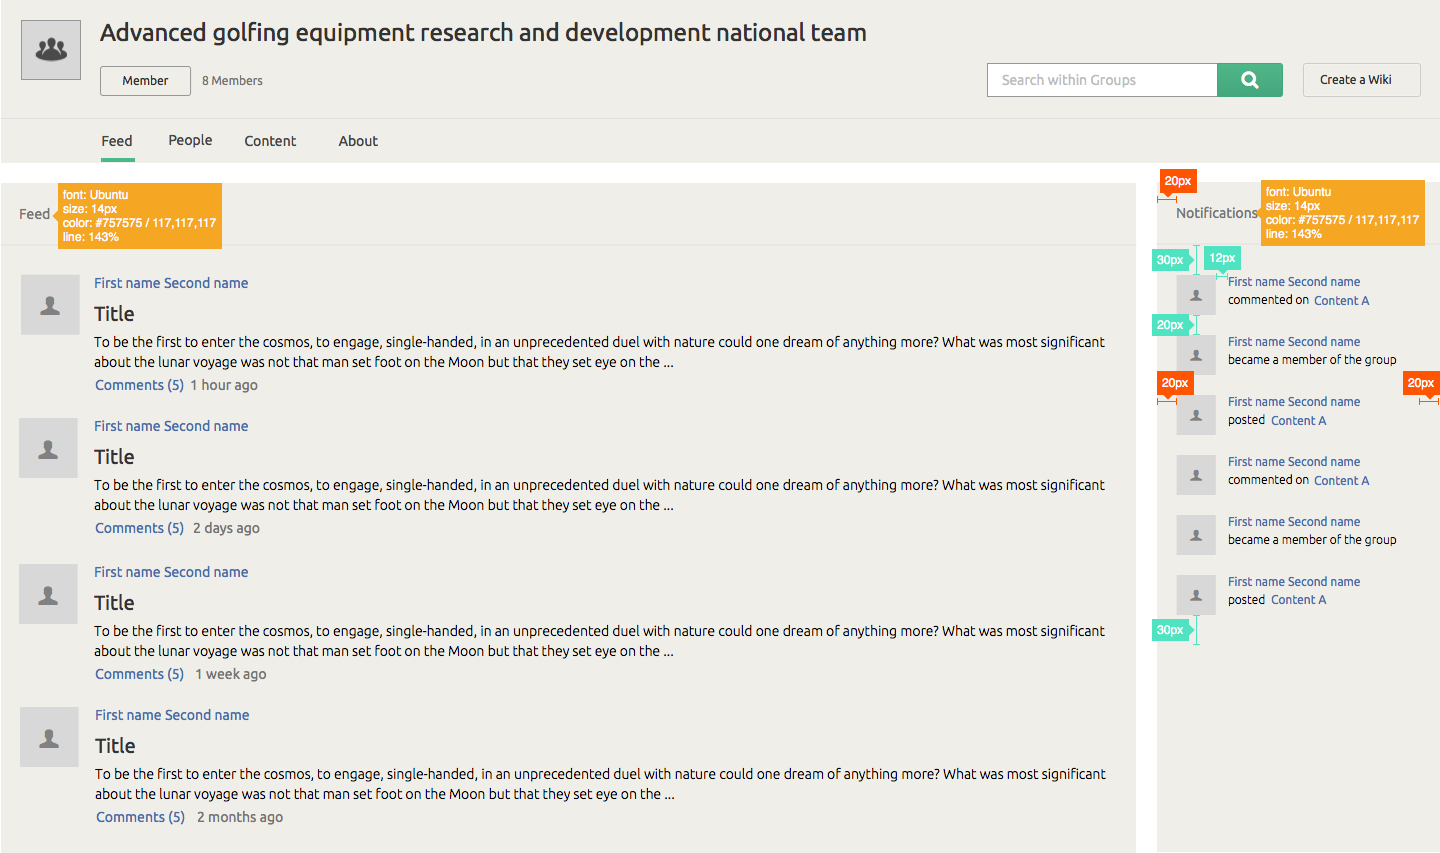 Advanced golfing equipment research and development national team
Member
8 Members
Search within Groups
Create a Wiki
Feed
People
Content
About
Feed
font: Ubuntu
size: 14px
color: #757575 / 117,117,117
line: 143%
First name Second name
Title
To be the first to enter the cosmos, to engage, single-handed, in an unprecedented duel with nature could one dream of anything more? What was most significant
about the lunar voyage was not that man set foot on the Moon but that they set eye on the ...
Comments (5) 1 hour ago
First name Second name
Title
To be the first to enter the cosmos, to engage, single-handed, in an unprecedented duel with nature could one dream of anything more? What was most significant
about the lunar voyage was not that man set foot on the Moon but that they set eye on the ...
Comments (5) 2 days ago
First name Second name
Title
To be the first to enter the cosmos, to engage, single-handed, in an unprecedented duel with nature could one dream of anything more? What was most significant
about the lunar voyage was not that man set foot on the Moon but that they set eye on the ...
Comments (5) 1 week ago
First name Second name
Title
To be the first to enter the cosmos, to engage, single-handed, in an unprecedented duel with nature could one dream of anything more? What was most significant
about the lunar voyage was not that man set foot on the Moon but that they set eye on the ...
Comments (5) 2 months ago
20px
Notifications
font: Ubuntu
size: 14px
color: #757575 / 117,117,117
line: 143%
30px
12px
First name Second name
commented on Content A
20px
First name Second name
became a member of the group
20px
20px
First name Second name
posted Content A
First name Second name
commented on Content A
First name Second name
became a member of the group
First name Second name
posted Content A
30px